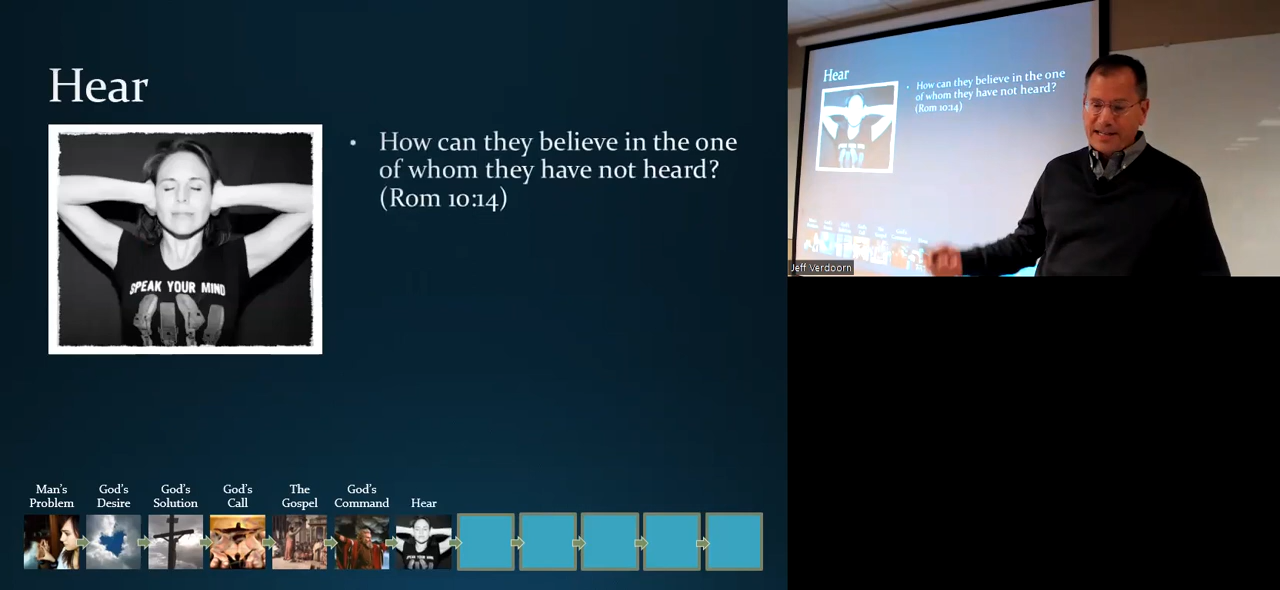 Hear
• How can they believe in the one
of whom they have not heard?
(Rom 10:14)
SPEAK YOUR MIND
Man's
Problem
God's
Desire
God's
Solution
God's
Call
The
Gospel
God's
Command
Hear
Hear
• How can they believe in the one
of whom they have not heard?
(Rom 10:14)
Jeff Verdoorn